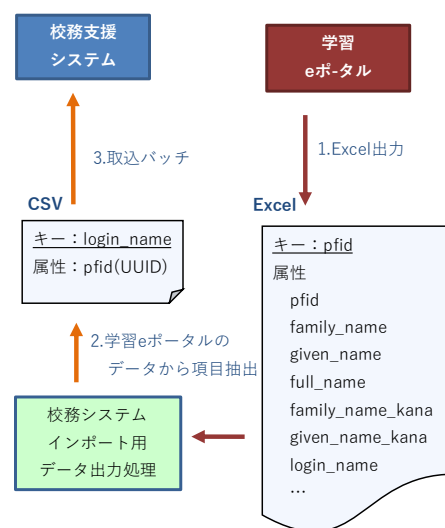 校務支援
システム
学習
eポｰタル
3.取込バッチ
1.Excel出力
CSV
Excel
キー：login_name
属性：pfid(UUID)
キー：pfid
属性
pfid
family_name
given_name
full_name
family_name_kana
given_name_kana
login_name
…
2.学習eポータルの
データから項目抽出
校務システム
インポート用
データ出力処理